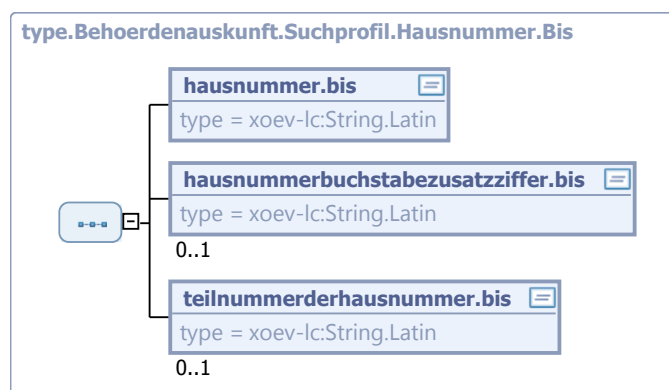 type.Behoerdenauskunft.Suchprofil.Hausnummer.Bis
hausnummer.bis
type = xoev-lc:String.Latin
hausnummerbuchstabezusatzziffer.bis
type = xoev-lc:String.Latin
0..1
teilnummerderhausnummer.bis
type = xoev-lc:String.Latin
0..1